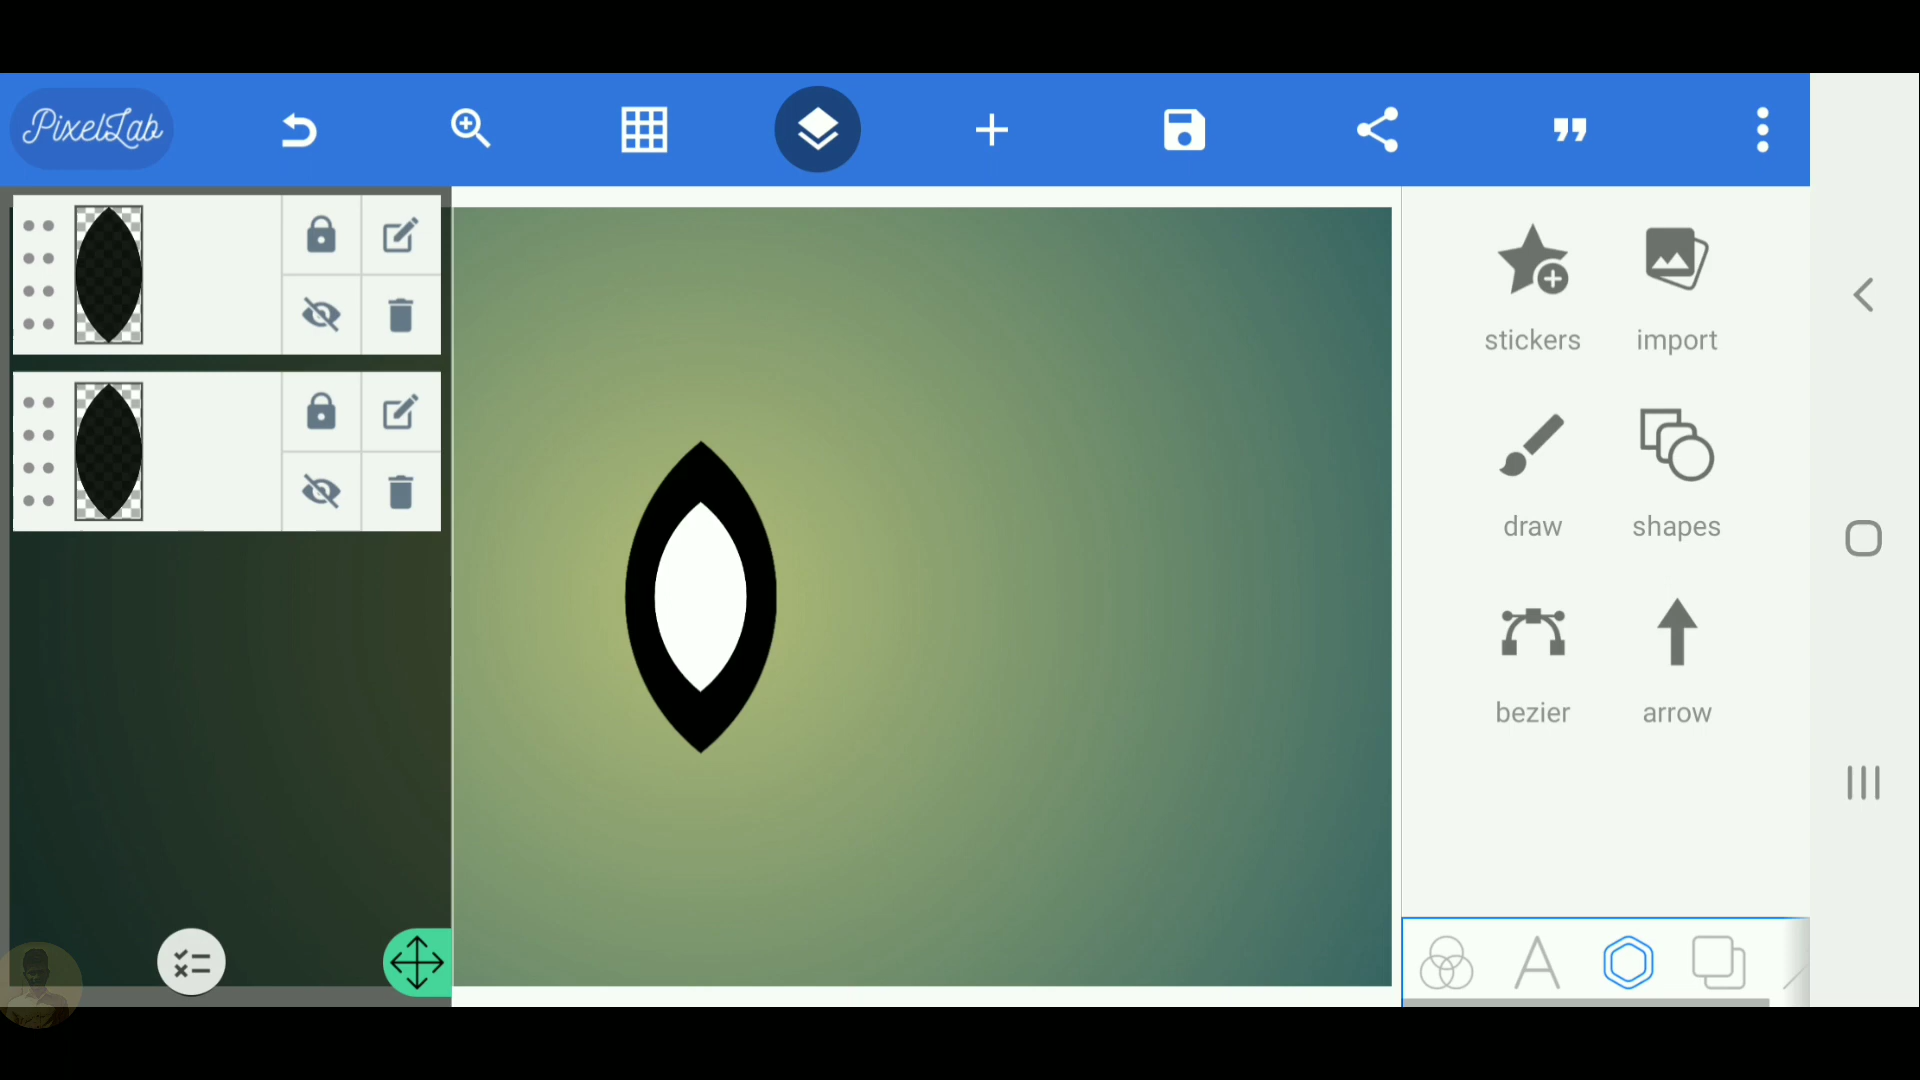 PixelLab
stickers
import
draw
shapes
bezier
arrow